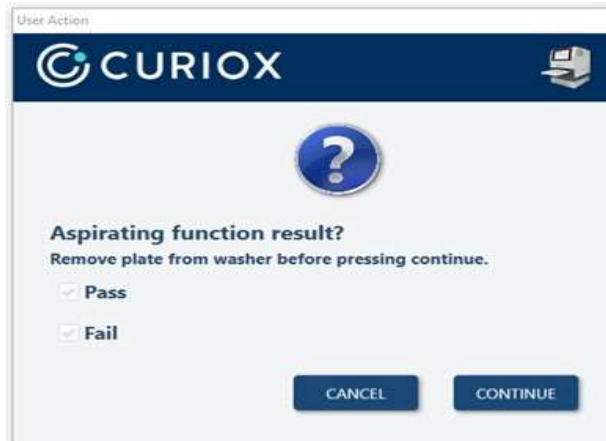 User Action
CURIOX
?
Aspirating function result?
Remove plate from washer before pressing continue.
Pass
Fail
CANCEL CONTINUE